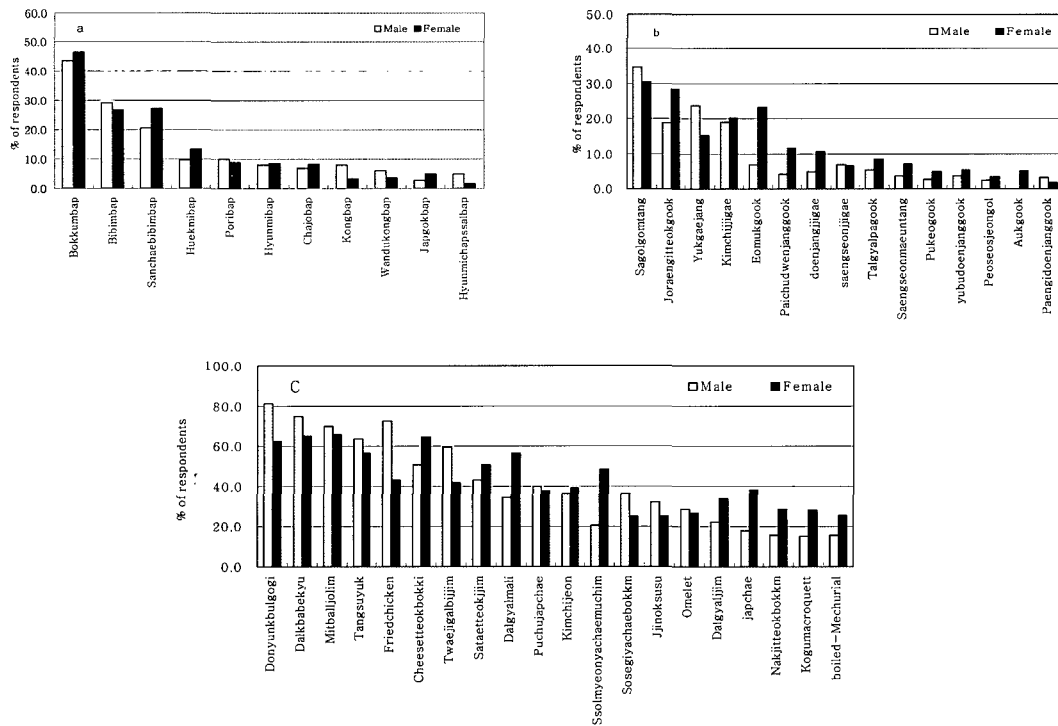 a
Male Female
60.0
50.0
40.0
30.0
20.0
10.0
0.0
% of respondents
Bokkumbap
Bibimbap
Sanchaebibimbap
Huekmibap
Poribap
Hyunmibap
Chajobap
Kongbap
Wandukongbap
Japgokbap
Hyunmichapssalbap
b
Male Female
50.0
40.0
30.0
20.0
10.0
0.0
% of respondents
Sagolgomtang
Joraengitteokgook
Yukgaejang
Kimchijjigae
Eomukgook
Paichudwenjanggook
doenjangjjigae
saengseonjjigae
Talgyalpagook
Saengseonmaeuntang
Pukeogook
yubudoenjanggook
Peoseosjeongol
Aukgook
Paengidoenjanggook
C
Male Female
100.0
80.0
60.0
40.0
20.0
0.0
% of respondents
Donyunkbulgogi
Dalkbabekyu
Mitballjolim
Tangsuyuk
Friedchicken
Cheesetteokbokki
Twaejigalbijjim
Sataetteokjjim
Dalgyalmali
Puchujapchae
Kimchijeon
Ssolmyeonyachaemuchim
Sosegiyachaebokkm
Jjinoksusu
Omelet
Dalgyaljjim
japchae
Nakjitteokbokkm
Kogumacroquett
boiled-Mechurial